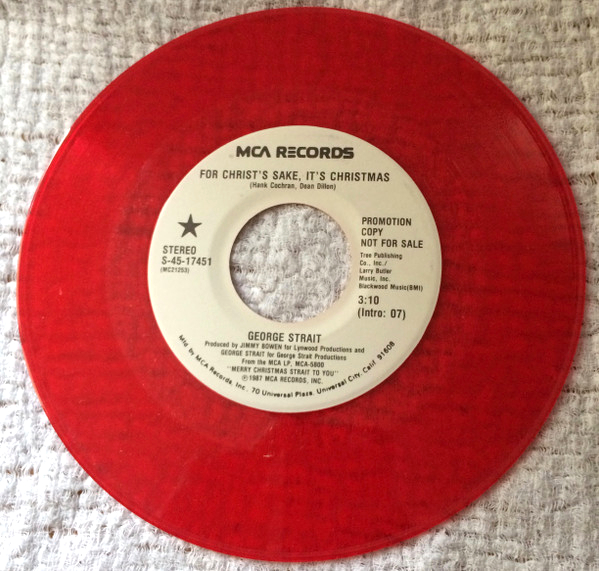 MCA RECORDS
FOR CHRIST'S SAKE, IT'S CHRISTMAS
(Hank Cochran, Dean Dillon)
STEREO
S-45-17451
(MC21253)
PROMOTION
COPY
NOT FOR SALE
Tree Publishing
Co., Inc./
Larry Butler
Music, Inc.
Blackwood Music(BMI)
3:10
(Intro: 07)
GEORGE STRAIT
Produced by JIMMY BOWEN for Lynwood Productions and
GEORGE STRAIT for George Strait Productions
From the MCA LP, MCA-5800
"MERRY CHRISTMAS STRAIT TO YOU"
℗1987 MCA RECORDS, INC.
Mfd by MCA Records, Inc., 70 Universal Plaza, Universal City, Calif. 91608